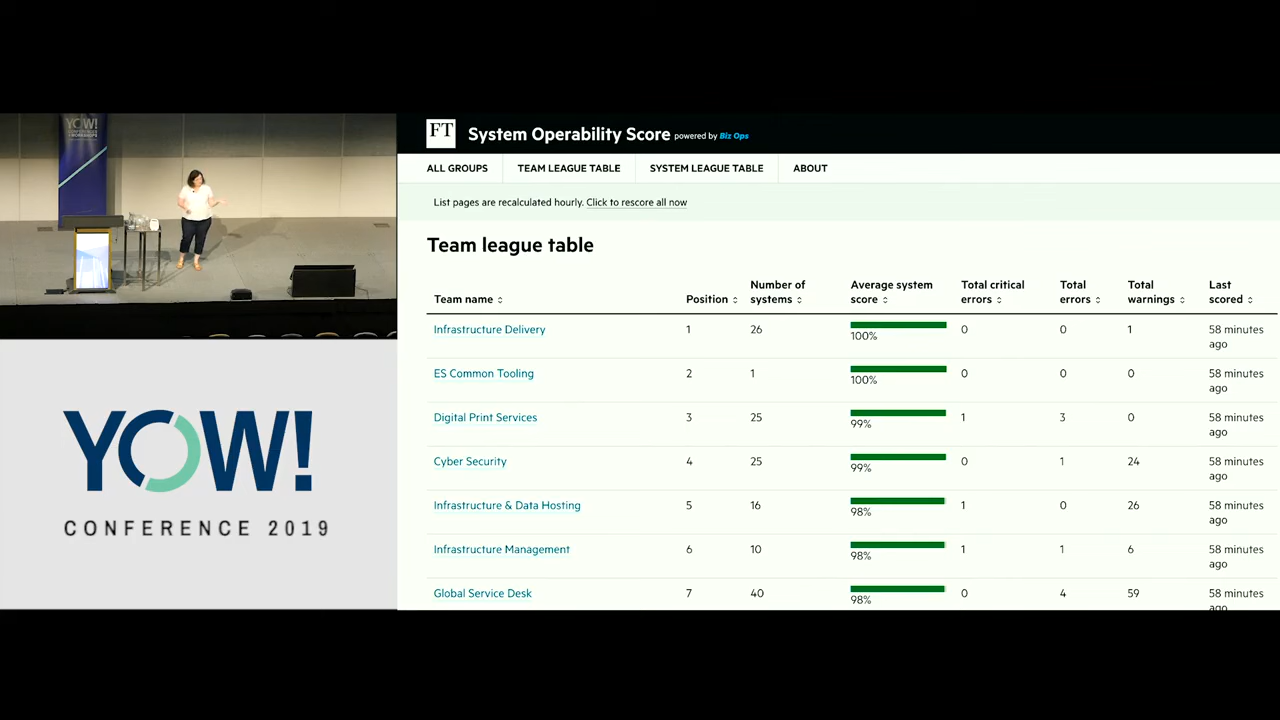 YOW!
CONFERENCES
& WORKSHOPS
YOW!
CONFERENCE 2019
FT
System Operability Score powered by Biz Ops
ALL GROUPS TEAM LEAGUE TABLE SYSTEM LEAGUE TABLE ABOUT
List pages are recalculated hourly. Click to rescore all now
Team league table
Team name Position Number of systems Average system score Total critical errors Total errors Total warnings Last scored
Infrastructure Delivery 1 26 100% 0 0 1 58 minutes ago
ES Common Tooling 2 1 100% 0 0 0 58 minutes ago
Digital Print Services 3 25 99% 1 3 0 58 minutes ago
Cyber Security 4 25 99% 0 1 24 58 minutes ago
Infrastructure & Data Hosting 5 16 98% 1 0 26 58 minutes ago
Infrastructure Management 6 10 98% 1 1 6 58 minutes ago
Global Service Desk 7 40 98% 0 4 59 58 minutes ago